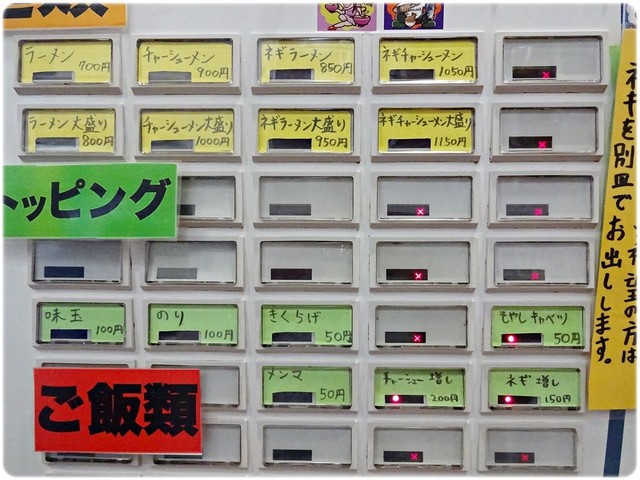 ラーメン 700円
チャーシューメン 900円
ネギラーメン 850円
ネギチャーシューメン 1050円
ラーメン大盛り 800円
チャーシューメン大盛り 1000円
ネギラーメン大盛り 950円
ネギチャーシューメン大盛り 1150円
トッピング
味玉 100円
のり 100円
きくらげ 50円
もやしキャベツ 50円
メンマ 50円
チャーシュー増し 200円
ネギ増し 150円
ご飯類
ネギを別皿で
の方は
お出しします。